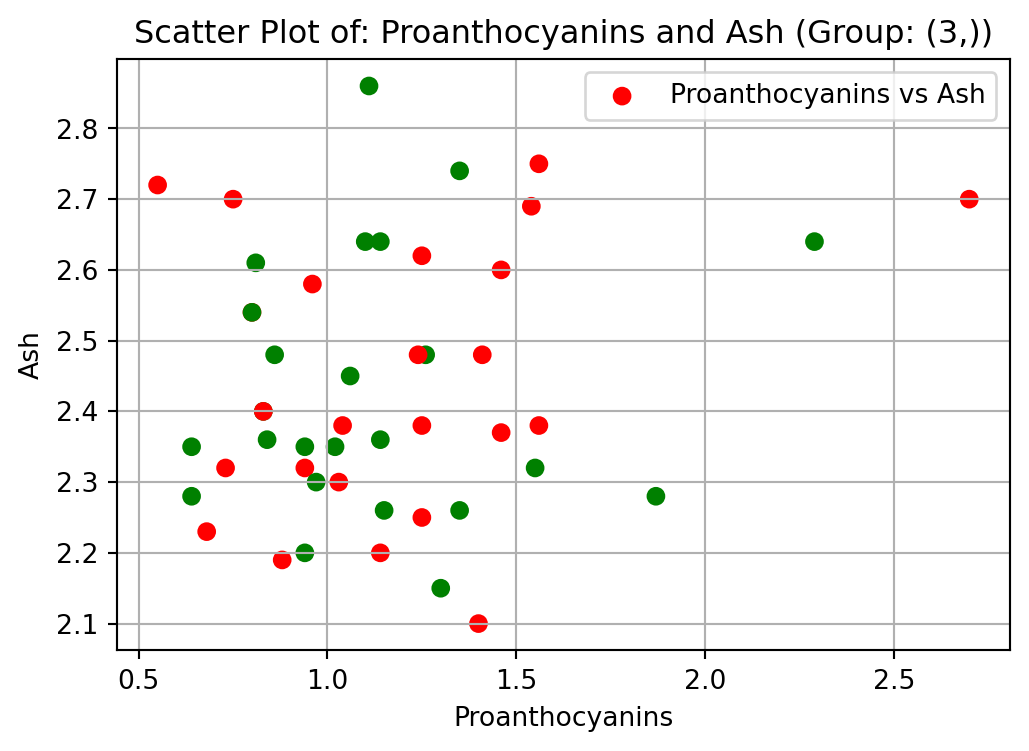 Scatter Plot of: Proanthocyanins and Ash (Group: (3,))
Proanthocyanins vs Ash
2.8
2.7
2.6
2.5
2.4
2.3
2.2
2.1
Ash
0.5 1.0 1.5 2.0 2.5
Proanthocyanins